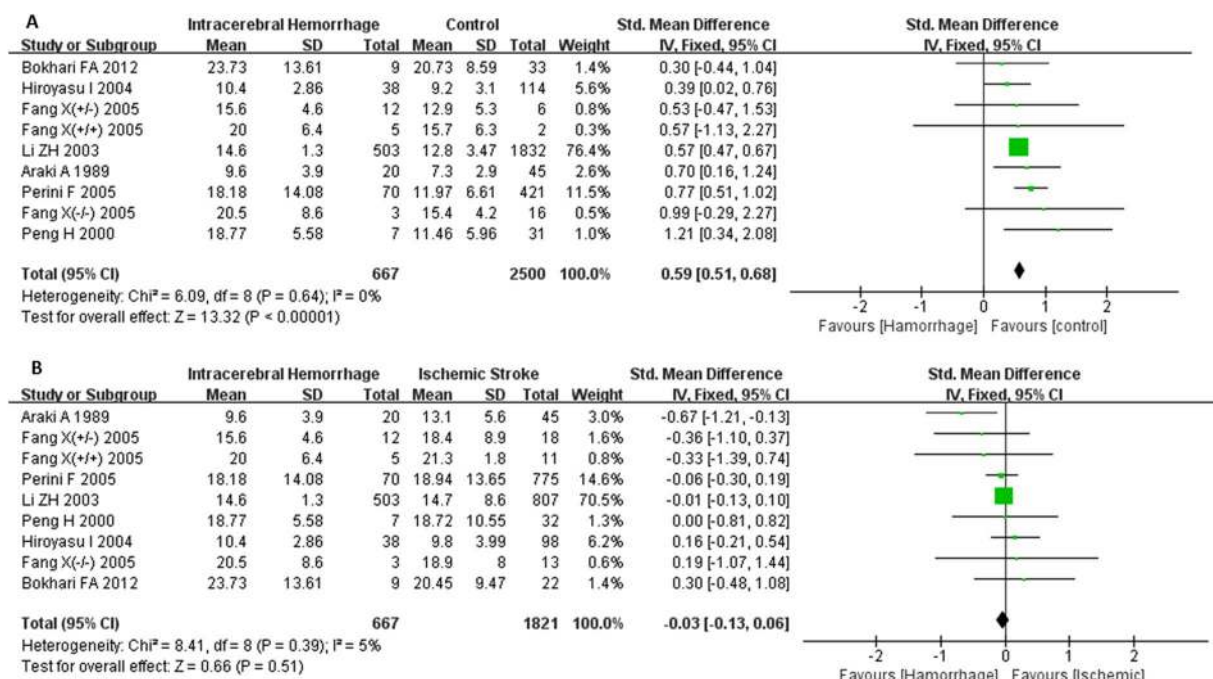 A
Intracerebral Hemorrhage Control Std. Mean Difference Std. Mean Difference
Study or Subgroup Mean SD Total Mean SD Total Weight IV, Fixed, 95% CI IV, Fixed, 95% CI
Bokhari FA 2012 23.73 13.61 9 20.73 8.59 33 1.4% 0.30 [-0.44, 1.04]
Hiroyasu I 2004 10.4 2.86 38 9.2 3.1 114 5.6% 0.39 [0.02, 0.76]
Fang X(+/-) 2005 15.6 4.6 12 12.9 5.3 6 0.8% 0.53 [-0.47, 1.53]
Fang X(+/+) 2005 20 6.4 5 15.7 6.3 2 0.3% 0.57 [-1.13, 2.27]
Li ZH 2003 14.6 1.3 503 12.8 3.47 1832 76.4% 0.57 [0.47, 0.67]
Araki A 1989 9.6 3.9 20 7.3 2.9 45 2.6% 0.70 [0.16, 1.24]
Perini F 2005 18.18 14.08 70 11.97 6.61 421 11.5% 0.77 [0.51, 1.02]
Fang X(-/-) 2005 20.5 8.6 3 15.4 4.2 16 0.5% 0.99 [-0.29, 2.27]
Peng H 2000 18.77 5.58 7 11.46 5.96 31 1.0% 1.21 [0.34, 2.08]
Total (95% CI) 667 2500 100.0% 0.59 [0.51, 0.68]
Heterogeneity: Chi² = 6.09, df = 8 (P = 0.64); I² = 0%
Test for overall effect: Z = 13.32 (P < 0.00001)
-2 -1 0 1 2
Favours [Hamorrhage] Favours [control]
B
Intracerebral Hemorrhage Ischemic Stroke Std. Mean Difference Std. Mean Difference
Study or Subgroup Mean SD Total Mean SD Total Weight IV, Fixed, 95% CI IV, Fixed, 95% CI
Araki A 1989 9.6 3.9 20 13.1 5.6 45 3.0% -0.67 [-1.21, -0.13]
Fang X(+/-) 2005 15.6 4.6 12 18.4 8.9 18 1.6% -0.36 [-1.10, 0.37]
Fang X(+/+) 2005 20 6.4 5 21.3 1.8 11 0.8% -0.33 [-1.39, 0.74]
Perini F 2005 18.18 14.08 70 18.94 13.65 775 14.6% -0.06 [-0.30, 0.19]
Li ZH 2003 14.6 1.3 503 14.7 8.6 807 70.5% -0.01 [-0.13, 0.10]
Peng H 2000 18.77 5.58 7 18.72 10.55 32 1.3% 0.00 [-0.81, 0.82]
Hiroyasu I 2004 10.4 2.86 38 9.8 3.99 98 6.2% 0.16 [-0.21, 0.54]
Fang X(-/-) 2005 20.5 8.6 3 18.9 8 13 0.6% 0.19 [-1.07, 1.44]
Bokhari FA 2012 23.73 13.61 9 20.45 9.47 22 1.4% 0.30 [-0.48, 1.08]
Total (95% CI) 667 1821 100.0% -0.03 [-0.13, 0.06]
Heterogeneity: Chi² = 8.41, df = 8 (P = 0.39); I² = 5%
Test for overall effect: Z = 0.66 (P = 0.51)
-2 -1 0 1 2
Favours [Hamorrhage] Favours [Ischemic]